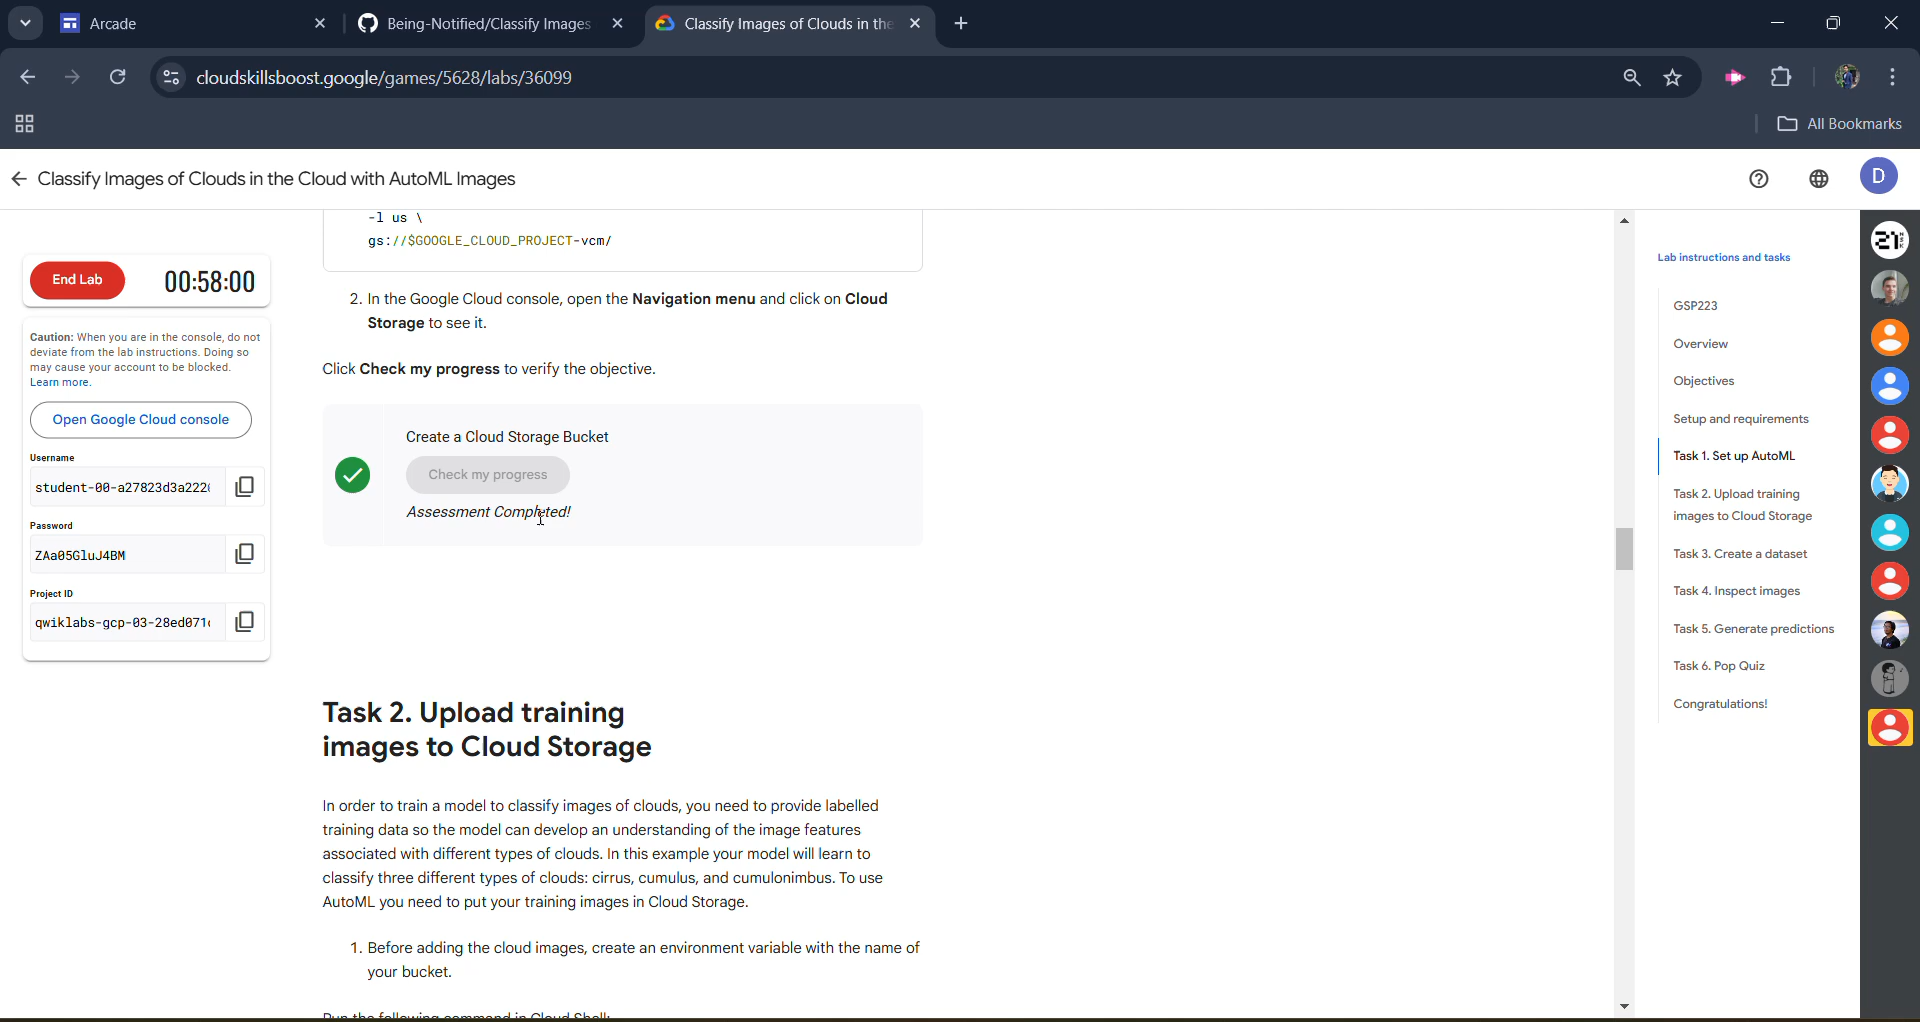 Arcade
Being-Notified/Classify Images
Classify Images of Clouds in the
cloudskillsboost.google/games/5628/labs/36099
All Bookmarks
Classify Images of Clouds in the Cloud with AutoML Images
D
End Lab
00:58:00
Caution: When you are in the console, do not
deviate from the lab instructions. Doing so
may cause your account to be blocked.
Learn more.
Open Google Cloud console
Username
student-00-a27823d3a222
Password
ZAa05GluJ4BM
Project ID
qwiklabs-gcp-03-28ed071
-l us \
gs://$GOOGLE_CLOUD_PROJECT-vcm/
2. In the Google Cloud console, open the Navigation menu and click on Cloud
Storage to see it.
Click Check my progress to verify the objective.
Create a Cloud Storage Bucket
Check my progress
Assessment Completed!
Task 2. Upload training
images to Cloud Storage
In order to train a model to classify images of clouds, you need to provide labelled
training data so the model can develop an understanding of the image features
associated with different types of clouds. In this example your model will learn to
classify three different types of clouds: cirrus, cumulus, and cumulonimbus. To use
AutoML you need to put your training images in Cloud Storage.
1. Before adding the cloud images, create an environment variable with the name of
your bucket.
Run the following command in Cloud Shell:
Lab instructions and tasks
GSP223
Overview
Objectives
Setup and requirements
Task 1. Set up AutoML
Task 2. Upload training
images to Cloud Storage
Task 3. Create a dataset
Task 4. Inspect images
Task 5. Generate predictions
Task 6. Pop Quiz
Congratulations!